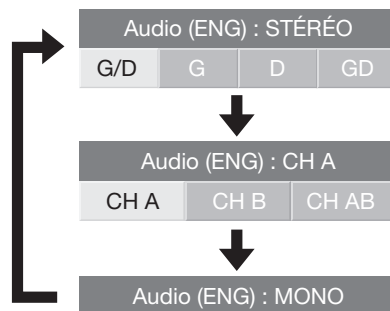 Audio (ENG) : STÉRÉO
G/D G D GD
Audio (ENG) : CH A
CH A CH B CH AB
Audio (ENG) : MONO